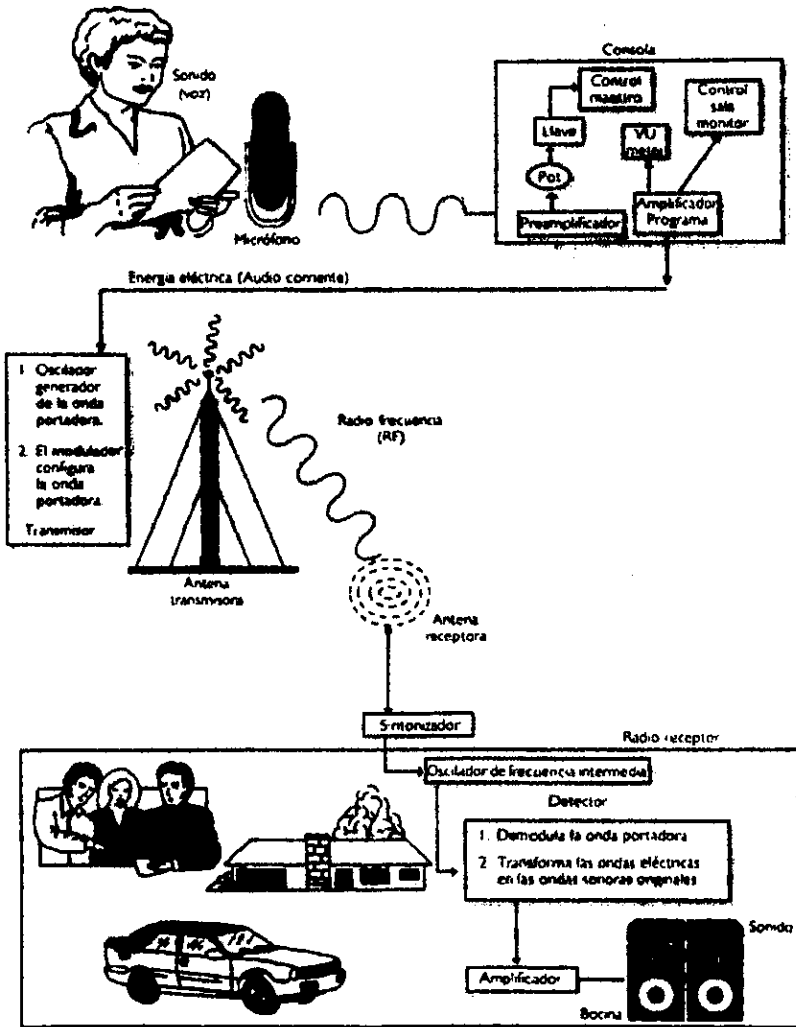 Consola
Sonido
(voz)
Micrófono
Control
maestro
Control
sala
monitor
Llave
VU
meter
Pot
Preamplificador
Amplificador
Programa
Energía eléctrica (Audio corriente)
1 Oscilador
generador
de la onda
portadora.
2 El modulador
configura
la onda
portadora
Transmisor
Radio frecuencia
(RF)
Antena
transmisora
Antena
receptora
Sintonizador
Radio receptor
Oscilador de frecuencia intermedia
Detector
1. Demodula la onda portadora
2 Transforma las ondas eléctricas
en las ondas sonoras originales
Sonido
Amplificador
Bocina